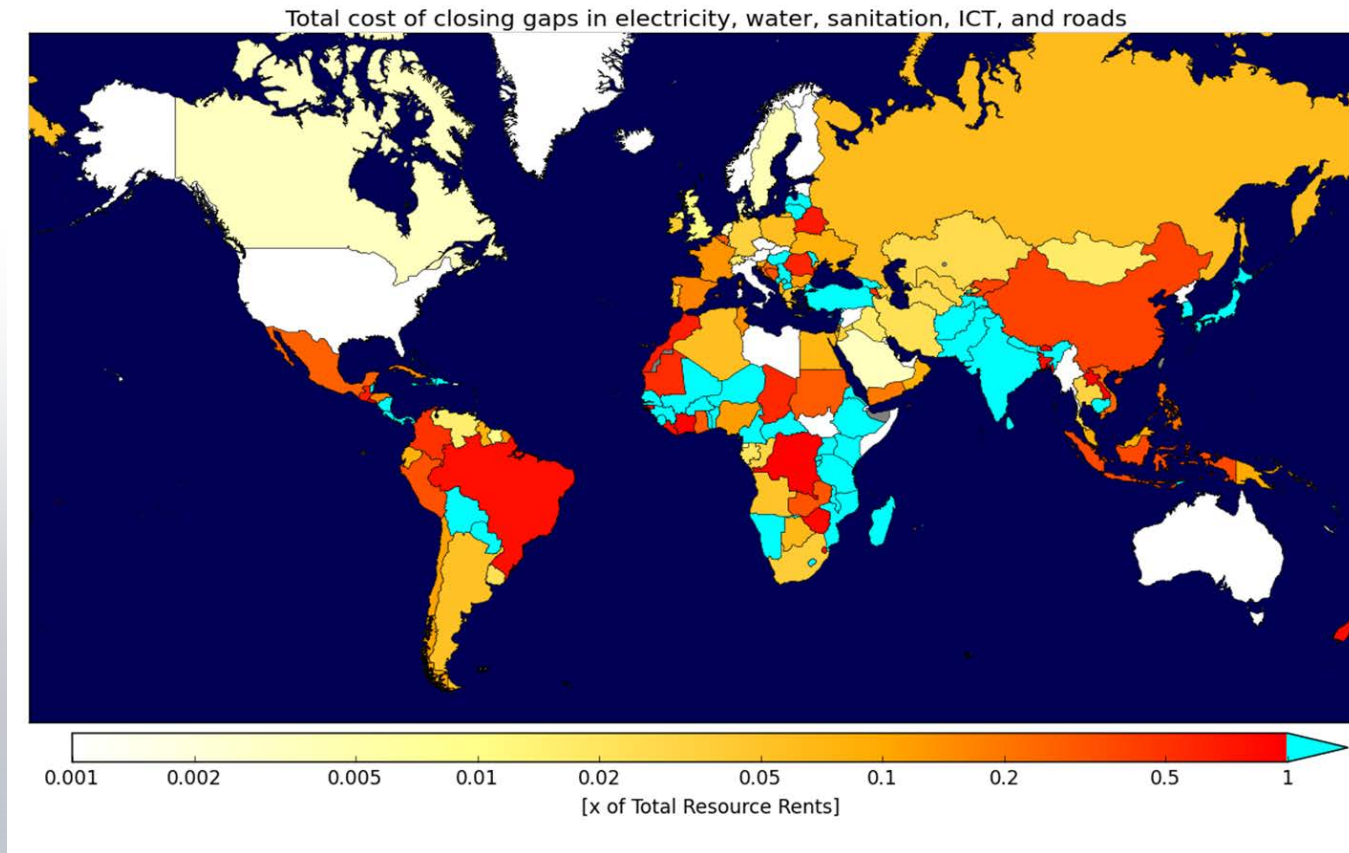 Total cost of closing gaps in electricity, water, sanitation, ICT, and roads
0.001 0.002 0.005 0.01 0.02 0.05 0.1 0.2 0.5 1
[x of Total Resource Rents]